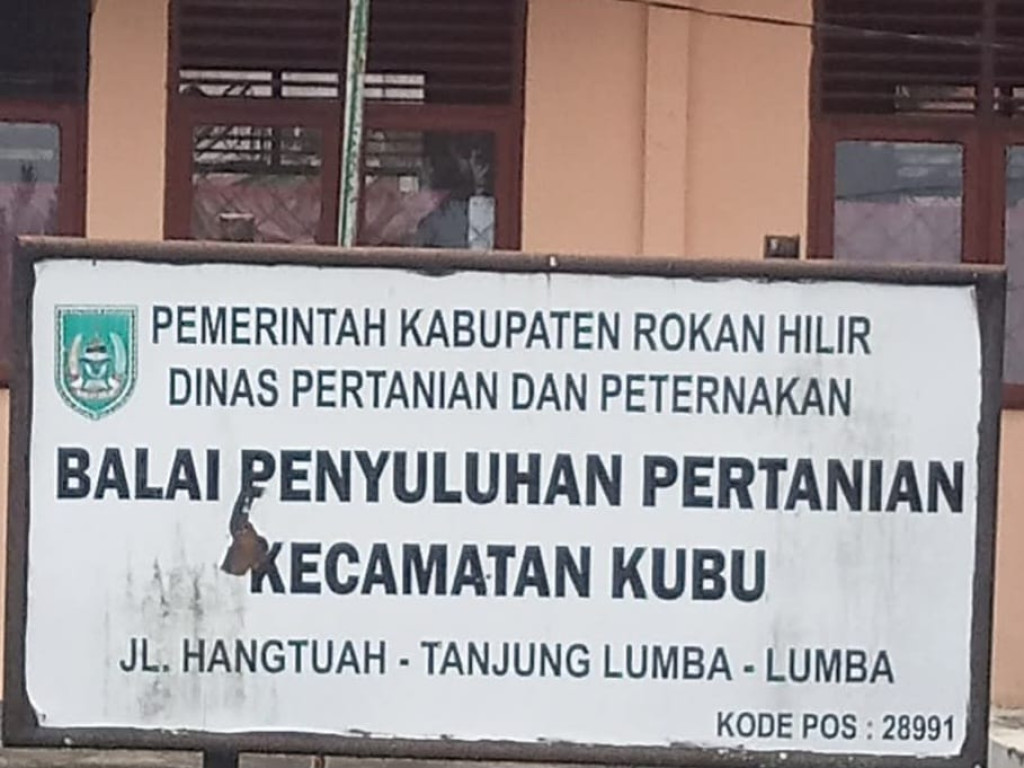 PEMERINTAH KABUPATEN ROKAN HILIR
DINAS PERTANIAN DAN PETERNAKAN
BALAI PENYULUHAN PERTANIAN
KECAMATAN KUBU
JL. HANGTUAH - TANJUNG LUMBA - LUMBA
KODE POS : 28991